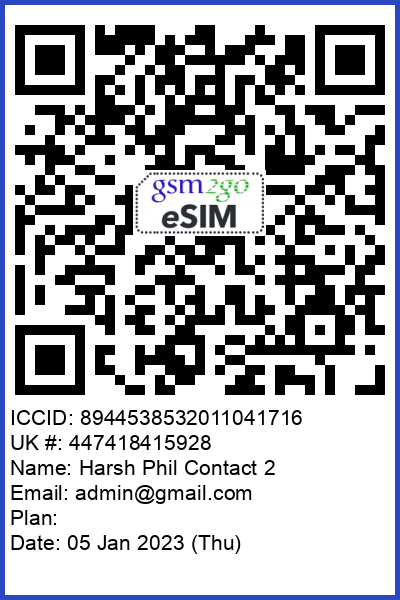 gsm2go
eSIM
ICCID: 8944538532011041716
UK #: 447418415928
Name: Harsh Phil Contact 2
Email: admin@gmail.com
Plan:
Date: 05 Jan 2023 (Thu)